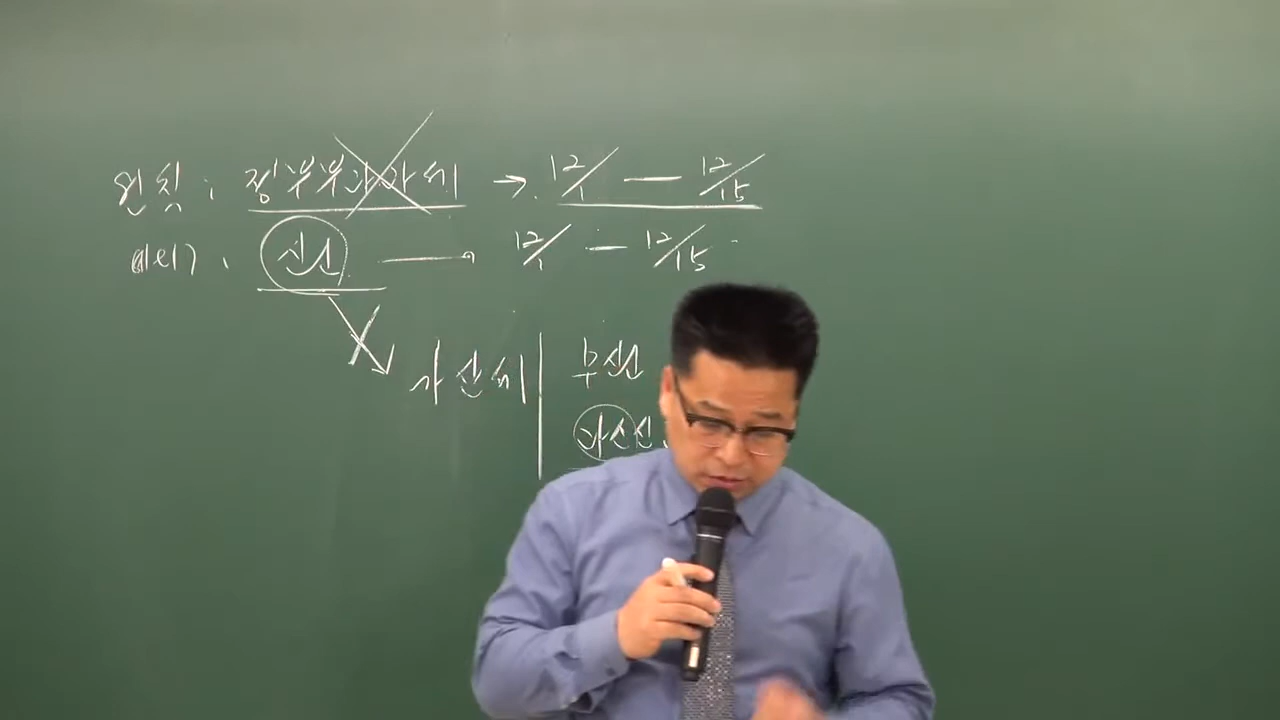 원칙 : 정부부과과세 → 12/1 — 12/15
예외 : 신고 → 12/1 — 12/15
가산세 | 무신고
과소신